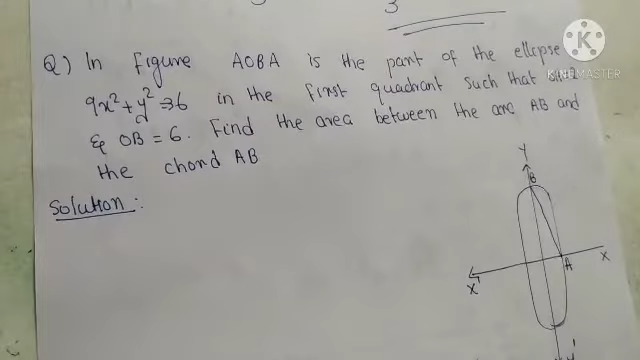 3
Q) In Figure AOBA is the part of the ellipse
9x²+y²=36 in the first quadrant such that
& OB = 6. Find the area between the arc AB and
the chord AB
Solution:
Y
B
A
X
X'
Y'
KINEMASTER